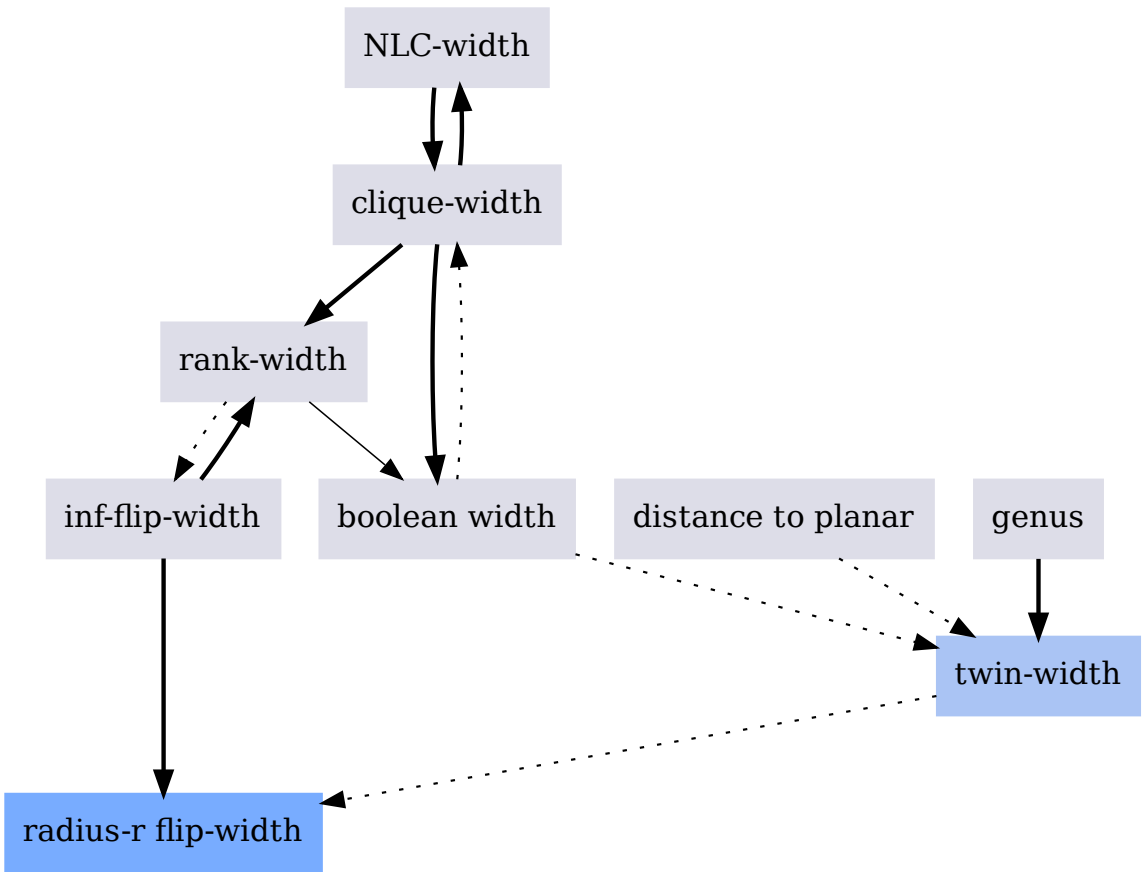 NLC-width
clique-width
rank-width
inf-flip-width
boolean width
distance to planar
genus
twin-width
radius-r flip-width